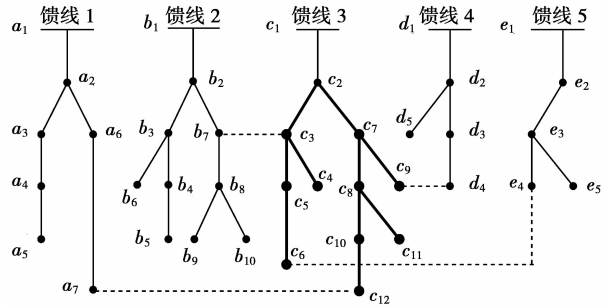 a1 馈线 1 b1 馈线 2 c1 馈线 3 d1 馈线 4 e1 馈线 5
a2 b2 c2 d2 e2
a3 a6 b3 b7 c3 c7 d5 d3 e3
a4 b6 b4 b8 c5 c4 c8 c9 d4 e4 e5
a5 b5 b9 b10 c6 c10 c11
a7 c12